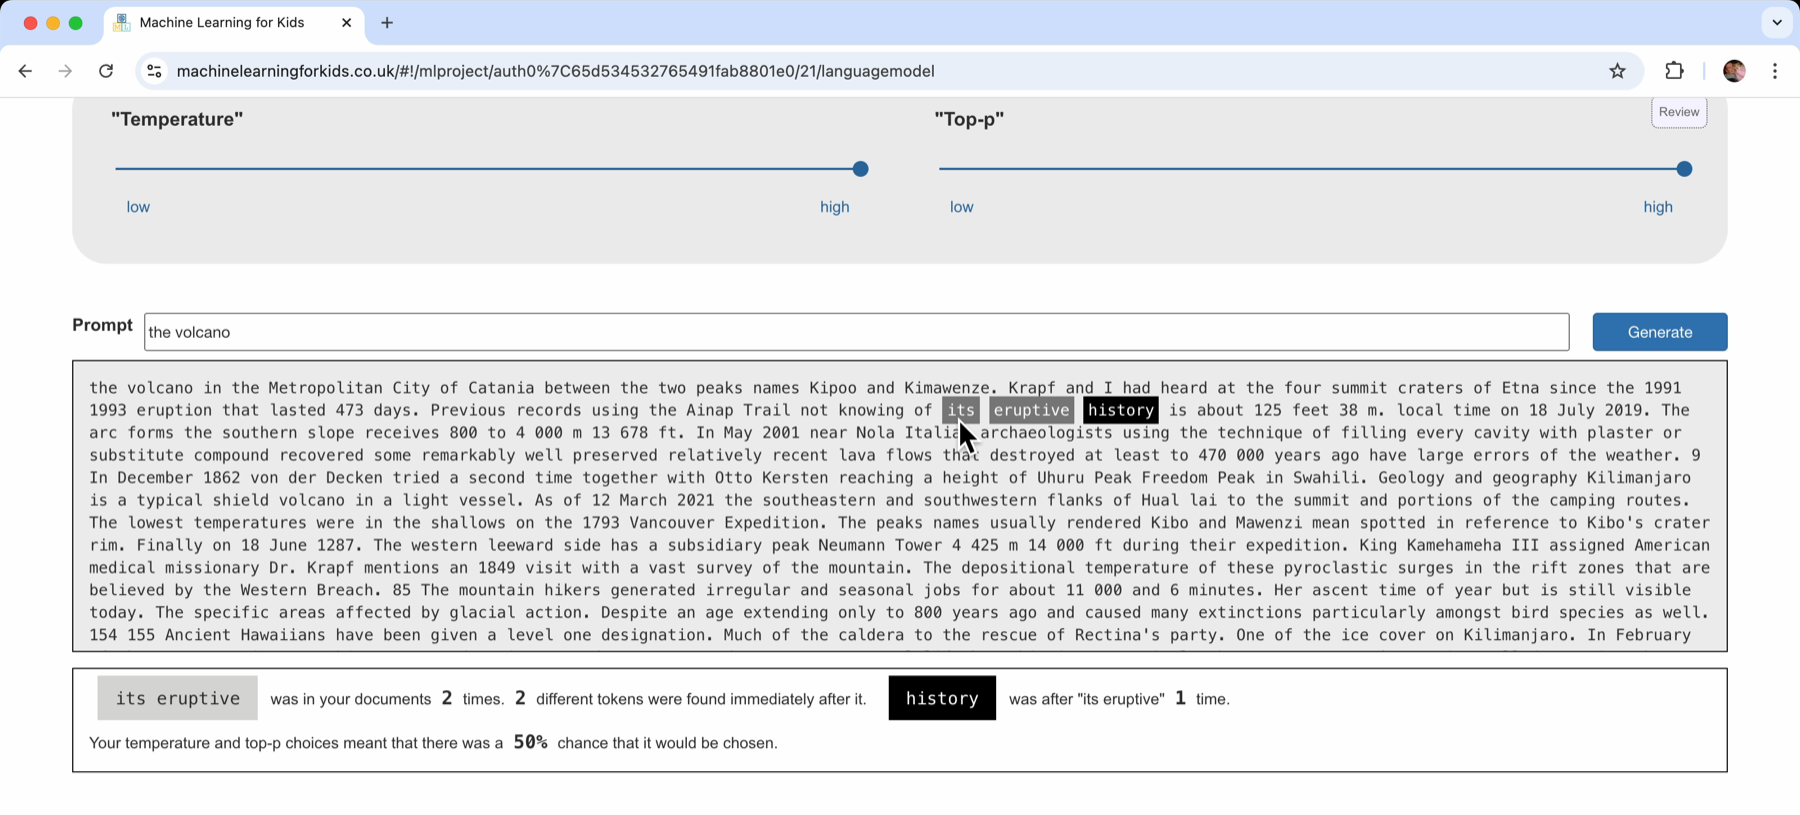 Machine Learning for Kids
machinelearningforkids.co.uk/#!/mlproject/auth0%7C65d534532765491fab8801e0/21/languagemodel
"Temperature"
"Top-p"
Review
low
high
low
high
Prompt
the volcano
Generate
the volcano in the Metropolitan City of Catania between the two peaks names Kipoo and Kimawenze. Krapf and I had heard at the four summit craters of Etna since the 1991
1993 eruption that lasted 473 days. Previous records using the Ainap Trail not knowing of its eruptive history is about 125 feet 38 m. local time on 18 July 2019. The
arc forms the southern slope receives 800 to 4 000 m 13 678 ft. In May 2001 near Nola Italia archaeologists using the technique of filling every cavity with plaster or
substitute compound recovered some remarkably well preserved relatively recent lava flows that destroyed at least to 470 000 years ago have large errors of the weather. 9
In December 1862 von der Decken tried a second time together with Otto Kersten reaching a height of Uhuru Peak Freedom Peak in Swahili. Geology and geography Kilimanjaro
is a typical shield volcano in a light vessel. As of 12 March 2021 the southeastern and southwestern flanks of Hual lai to the summit and portions of the camping routes.
The lowest temperatures were in the shallows on the 1793 Vancouver Expedition. The peaks names usually rendered Kibo and Mawenzi mean spotted in reference to Kibo's crater
rim. Finally on 18 June 1287. The western leeward side has a subsidiary peak Neumann Tower 4 425 m 14 000 ft during their expedition. King Kamehameha III assigned American
medical missionary Dr. Krapf mentions an 1849 visit with a vast survey of the mountain. The depositional temperature of these pyroclastic surges in the rift zones that are
believed by the Western Breach. 85 The mountain hikers generated irregular and seasonal jobs for about 11 000 and 6 minutes. Her ascent time of year but is still visible
today. The specific areas affected by glacial action. Despite an age extending only to 800 years ago and caused many extinctions particularly amongst bird species as well.
154 155 Ancient Hawaiians have been given a level one designation. Much of the caldera to the rescue of Rectina's party. One of the ice cover on Kilimanjaro. In February
its eruptive was in your documents 2 times. 2 different tokens were found immediately after it. history was after "its eruptive" 1 time.
Your temperature and top-p choices meant that there was a 50% chance that it would be chosen.